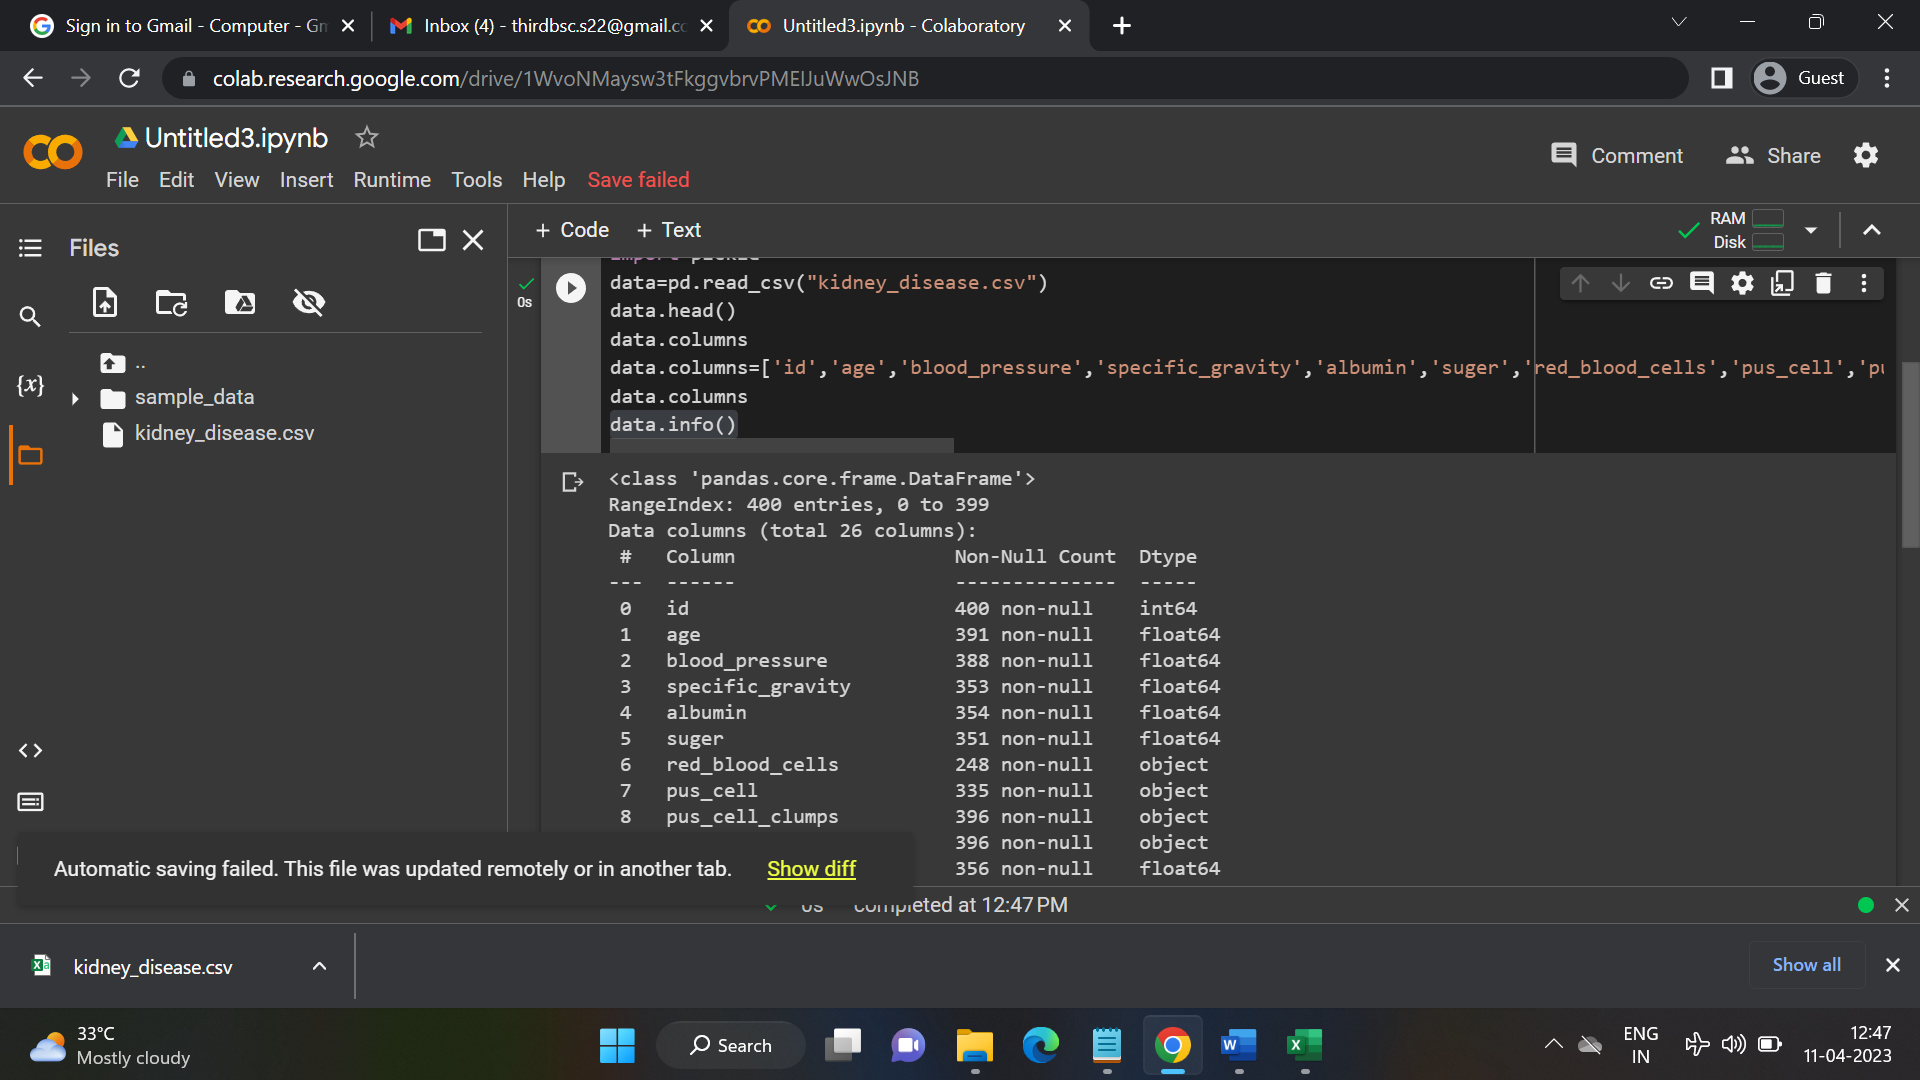 Sign in to Gmail - Computer - Gm
Inbox (4) - thirdbsc.s22@gmail.co
Untitled3.ipynb - Colaboratory
colab.research.google.com/drive/1WvoNMaysw3tFkggvbrvPMEIJuWwOsJNB
Guest
Untitled3.ipynb
Comment
Share
File Edit View Insert Runtime Tools Help Save failed
Files
+ Code + Text
RAM
Disk
import pickle
0s
data=pd.read_csv("kidney_disease.csv")
data.head()
data.columns
data.columns=['id','age','blood_pressure','specific_gravity','albumin','suger','red_blood_cells','pus_cell','pu
data.columns
data.info()
..
sample_data
kidney_disease.csv
{x}
<>
<class 'pandas.core.frame.DataFrame'>
RangeIndex: 400 entries, 0 to 399
Data columns (total 26 columns):
# Column Non-Null Count Dtype
--- ------ -------------- -----
0 id 400 non-null int64
1 age 391 non-null float64
2 blood_pressure 388 non-null float64
3 specific_gravity 353 non-null float64
4 albumin 354 non-null float64
5 suger 351 non-null float64
6 red_blood_cells 248 non-null object
7 pus_cell 335 non-null object
8 pus_cell_clumps 396 non-null object
396 non-null object
356 non-null float64
Automatic saving failed. This file was updated remotely or in another tab. Show diff
0s completed at 12:47 PM
kidney_disease.csv
Show all
33°C
Mostly cloudy
Search
ENG
IN
12:47
11-04-2023